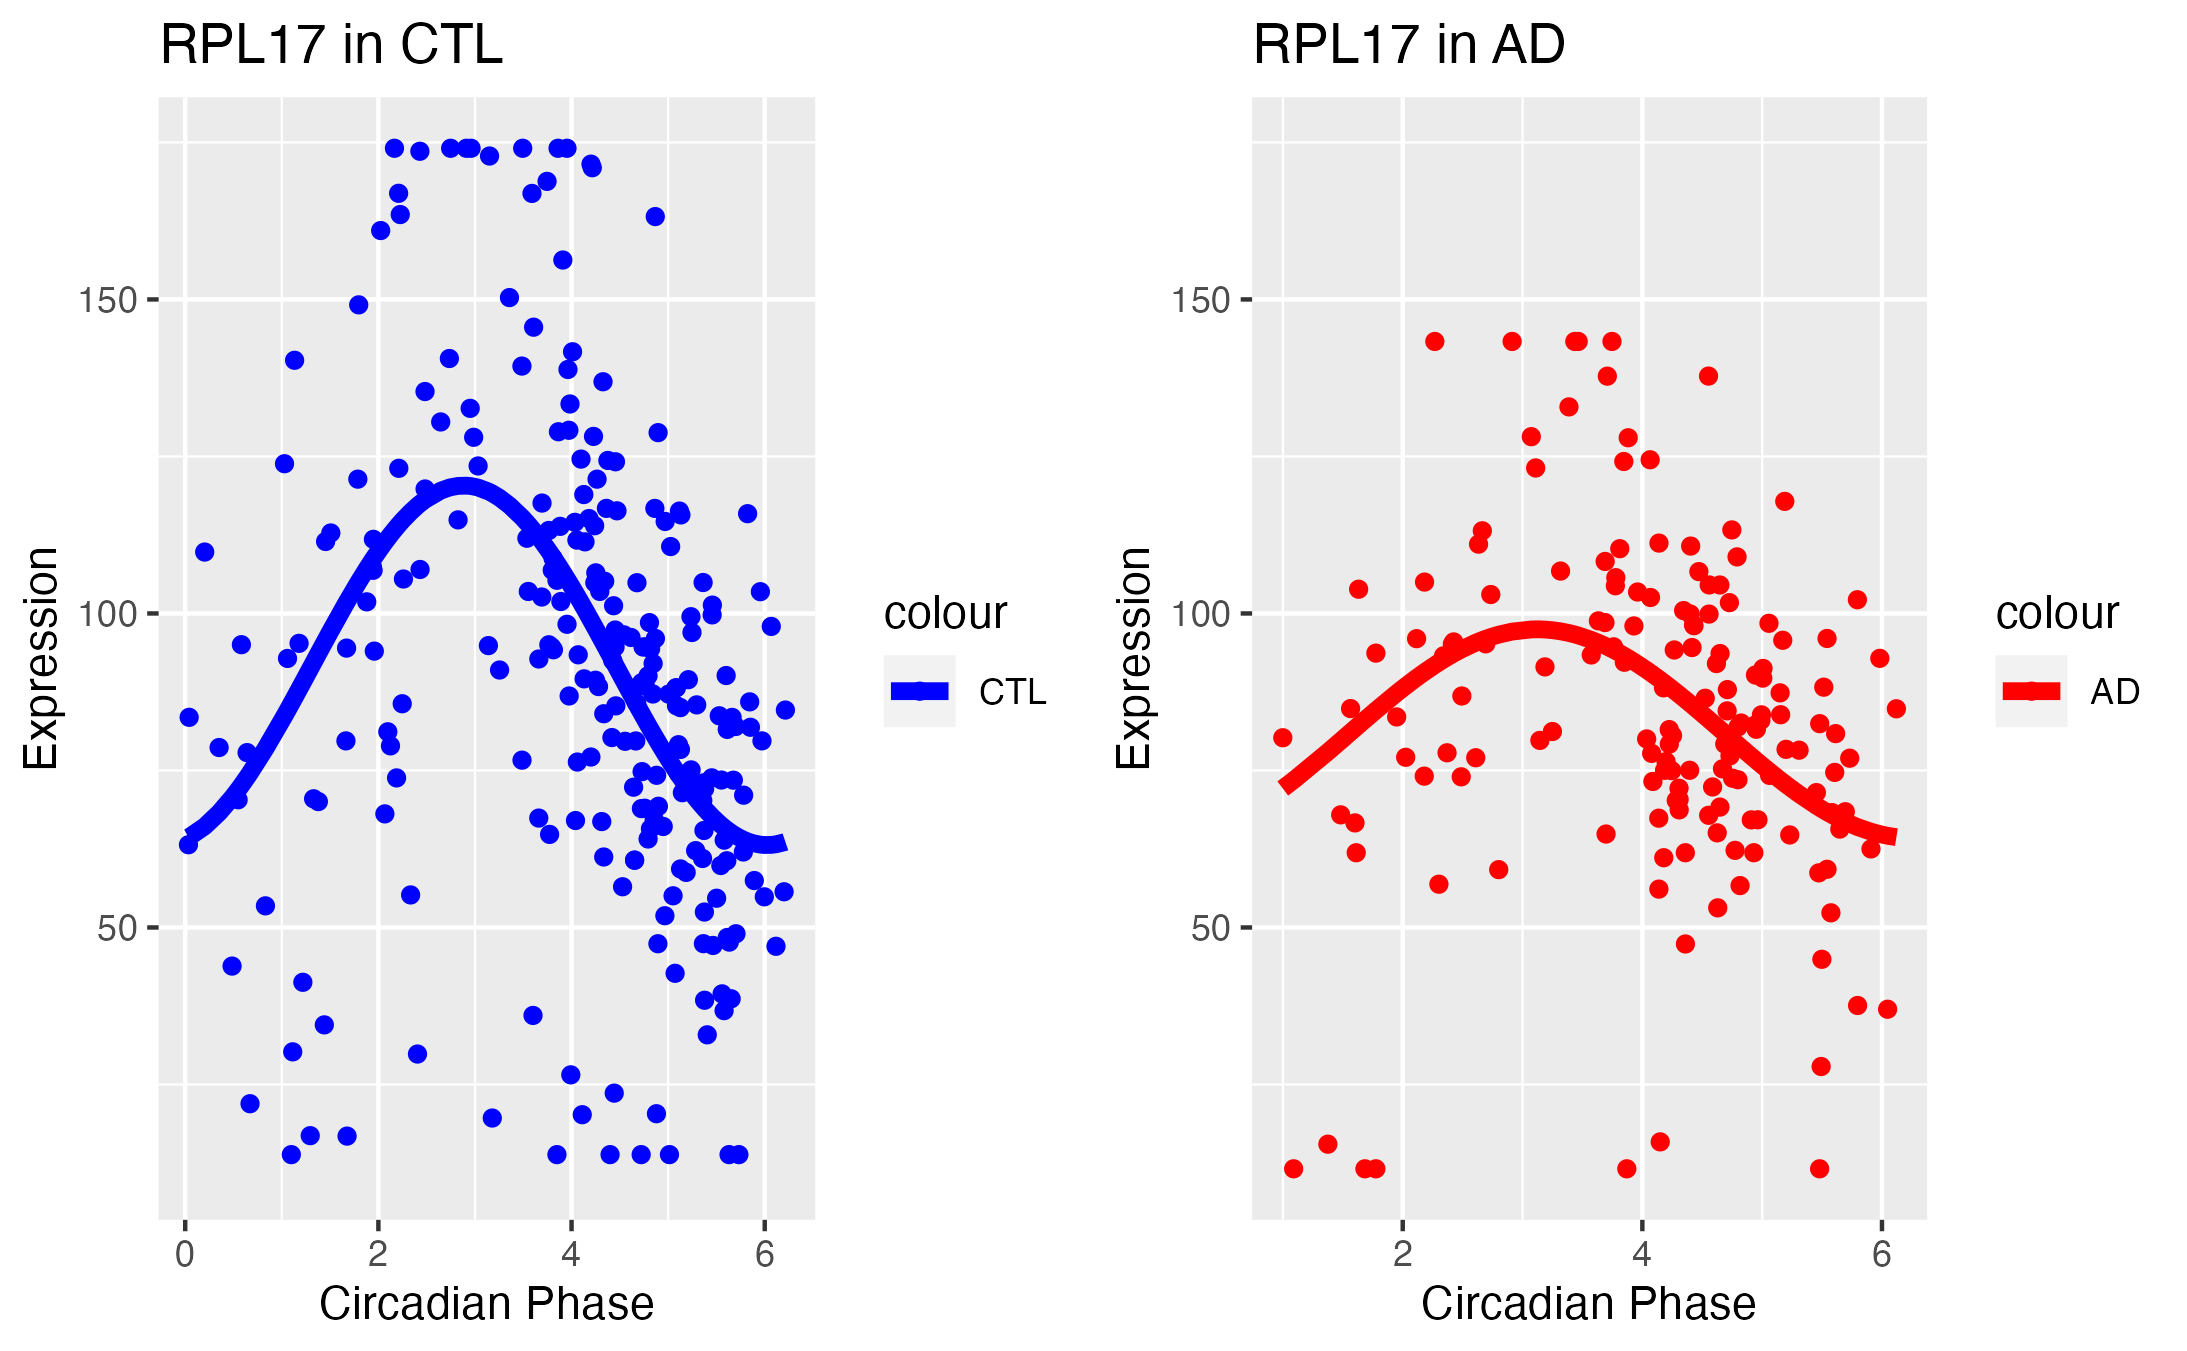 RPL17 in CTL
Expression
150
100
50
0 2 4 6
Circadian Phase
colour
CTL
RPL17 in AD
Expression
150
100
50
2 4 6
Circadian Phase
colour
AD